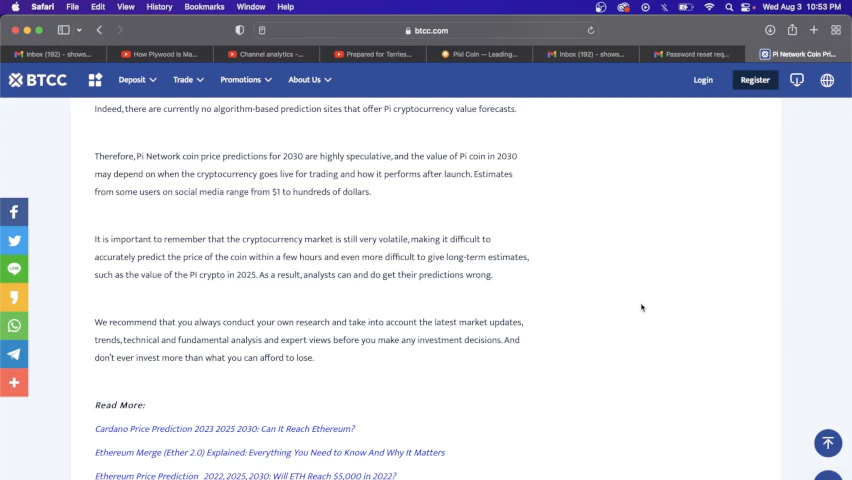 Safari File Edit View History Bookmarks Window Help Wed Aug 3 10:53 PM
btcc.com
Inbox (192) - shows... How Plywood Is Ma... Channel analytics -... Prepared for Terries... Pixl Coin — Leading... Inbox (192) - shows... Password reset req... Pi Network Coin Pri...
BTCC Deposit Trade Promotions About Us Login Register
Indeed, there are currently no algorithm-based prediction sites that offer Pi cryptocurrency value forecasts.
Therefore, Pi Network coin price predictions for 2030 are highly speculative, and the value of Pi coin in 2030
may depend on when the cryptocurrency goes live for trading and how it performs after launch. Estimates
from some users on social media range from $1 to hundreds of dollars.
It is important to remember that the cryptocurrency market is still very volatile, making it difficult to
accurately predict the price of the coin within a few hours and even more difficult to give long-term estimates,
such as the value of the PI crypto in 2025. As a result, analysts can and do get their predictions wrong.
We recommend that you always conduct your own research and take into account the latest market updates,
trends, technical and fundamental analysis and expert views before you make any investment decisions. And
don't ever invest more than what you can afford to lose.
Read More:
Cardano Price Prediction 2023 2025 2030: Can It Reach Ethereum?
Ethereum Merge (Ether 2.0) Explained: Everything You Need to Know And Why It Matters
Ethereum Price Prediction 2022, 2025, 2030: Will ETH Reach $5,000 in 2022?